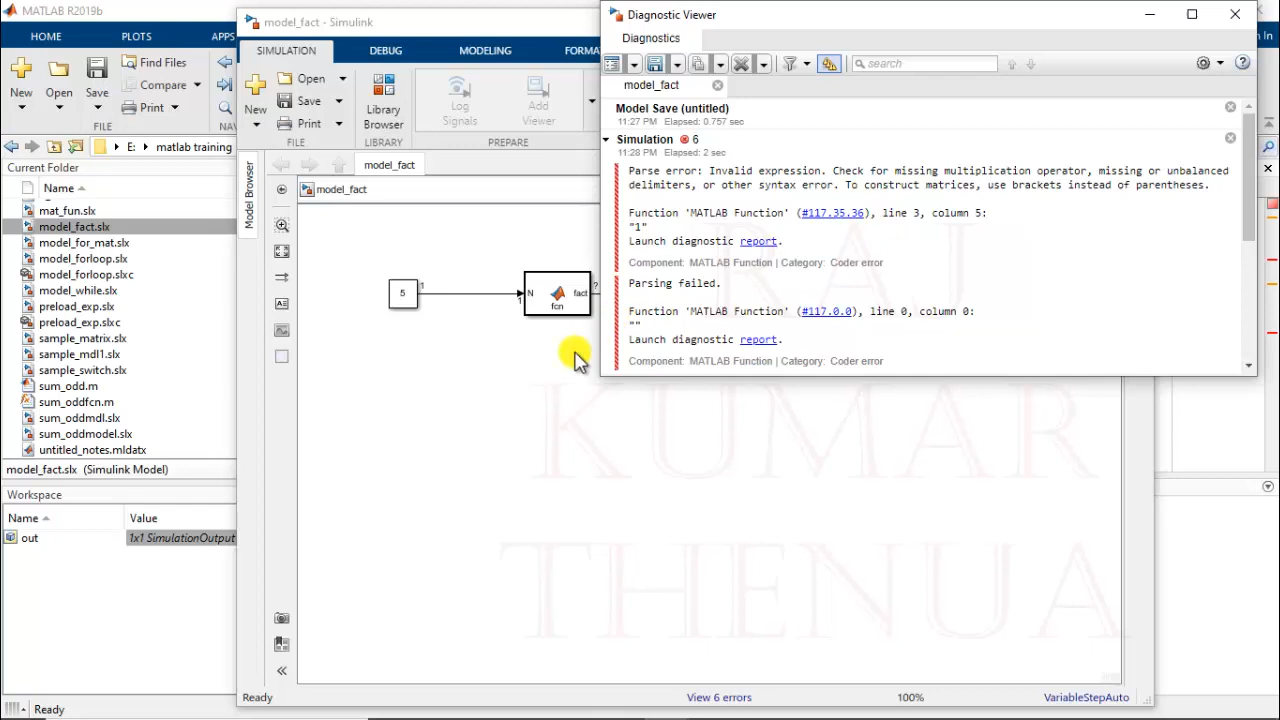 MATLAB R2019b
HOME PLOTS APPS
New Open Save Find Files Compare Print
FILE NAV
E: matlab training
Current Folder
Name
mat_fun.slx
model_fact.slx
model_for_mat.slx
model_forloop.slx
model_forloop.slxc
model_while.slx
preload_exp.slx
preload_exp.slxc
sample_matrix.slx
sample_mdl1.slx
sample_switch.slx
sum_odd.m
sum_oddfcn.m
sum_oddmdl.slx
sum_oddmodel.slx
untitled_notes.mldatx
model_fact.slx (Simulink Model)
Workspace
Name Value
out 1x1 SimulationOutput
Ready
model_fact - Simulink
SIMULATION DEBUG MODELING FORMA
New Open Save Print Library Browser Log Signals Add Viewer
FILE LIBRARY PREPARE
Model Browser
model_fact
model_fact
5 1 1 N fcn fact ?
Ready View 6 errors 100% VariableStepAuto
Diagnostic Viewer
Diagnostics
search
model_fact
Model Save (untitled)
11:27 PM Elapsed: 0.757 sec
Simulation 6
11:28 PM Elapsed: 2 sec
Parse error: Invalid expression. Check for missing multiplication operator, missing or unbalanced
delimiters, or other syntax error. To construct matrices, use brackets instead of parentheses.
Function 'MATLAB Function' (#117.35.36), line 3, column 5:
"1"
Launch diagnostic report.
Component: MATLAB Function | Category: Coder error
Parsing failed.
Function 'MATLAB Function' (#117.0.0), line 0, column 0:
""
Launch diagnostic report.
Component: MATLAB Function | Category: Coder error
In
RAJ
KUMAR
THENUA